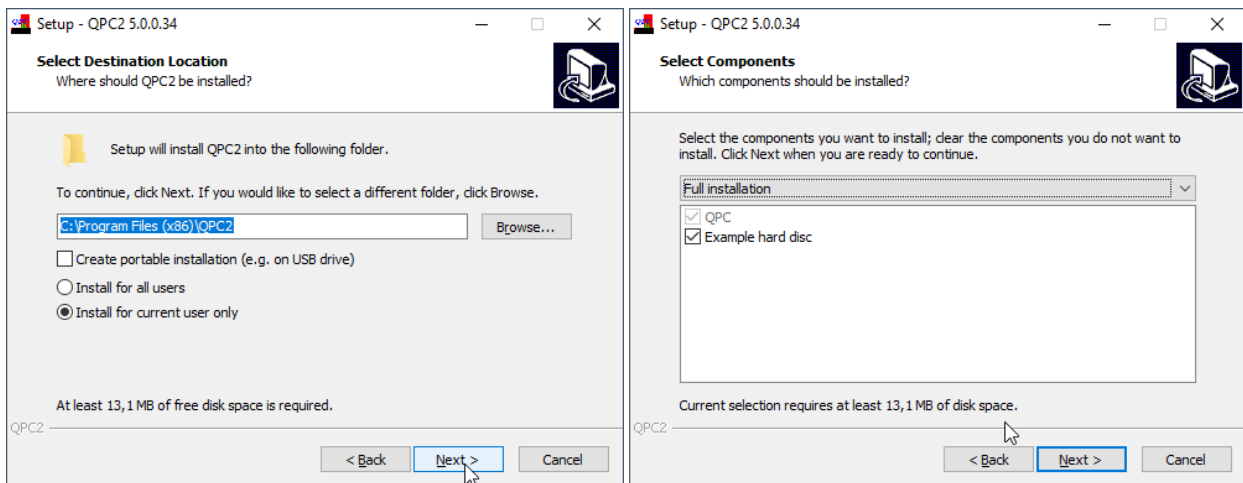 Setup - QPC2 5.0.0.34
Select Destination Location
Where should QPC2 be installed?
Setup will install QPC2 into the following folder.
To continue, click Next. If you would like to select a different folder, click Browse.
C:\Program Files (x86)\QPC2
Browse...
Create portable installation (e.g. on USB drive)
Install for all users
Install for current user only
At least 13,1 MB of free disk space is required.
QPC2
< Back
Next >
Cancel
Setup - QPC2 5.0.0.34
Select Components
Which components should be installed?
Select the components you want to install; clear the components you do not want to
install. Click Next when you are ready to continue.
Full installation
QPC
Example hard disc
Current selection requires at least 13,1 MB of disk space.
QPC2
< Back
Next >
Cancel